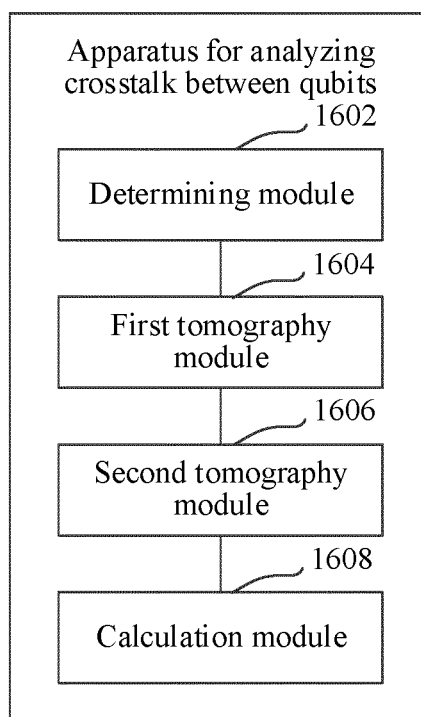 Apparatus for analyzing
crosstalk between qubits
1602
Determining module
1604
First tomography
module
1606
Second tomography
module
1608
Calculation module